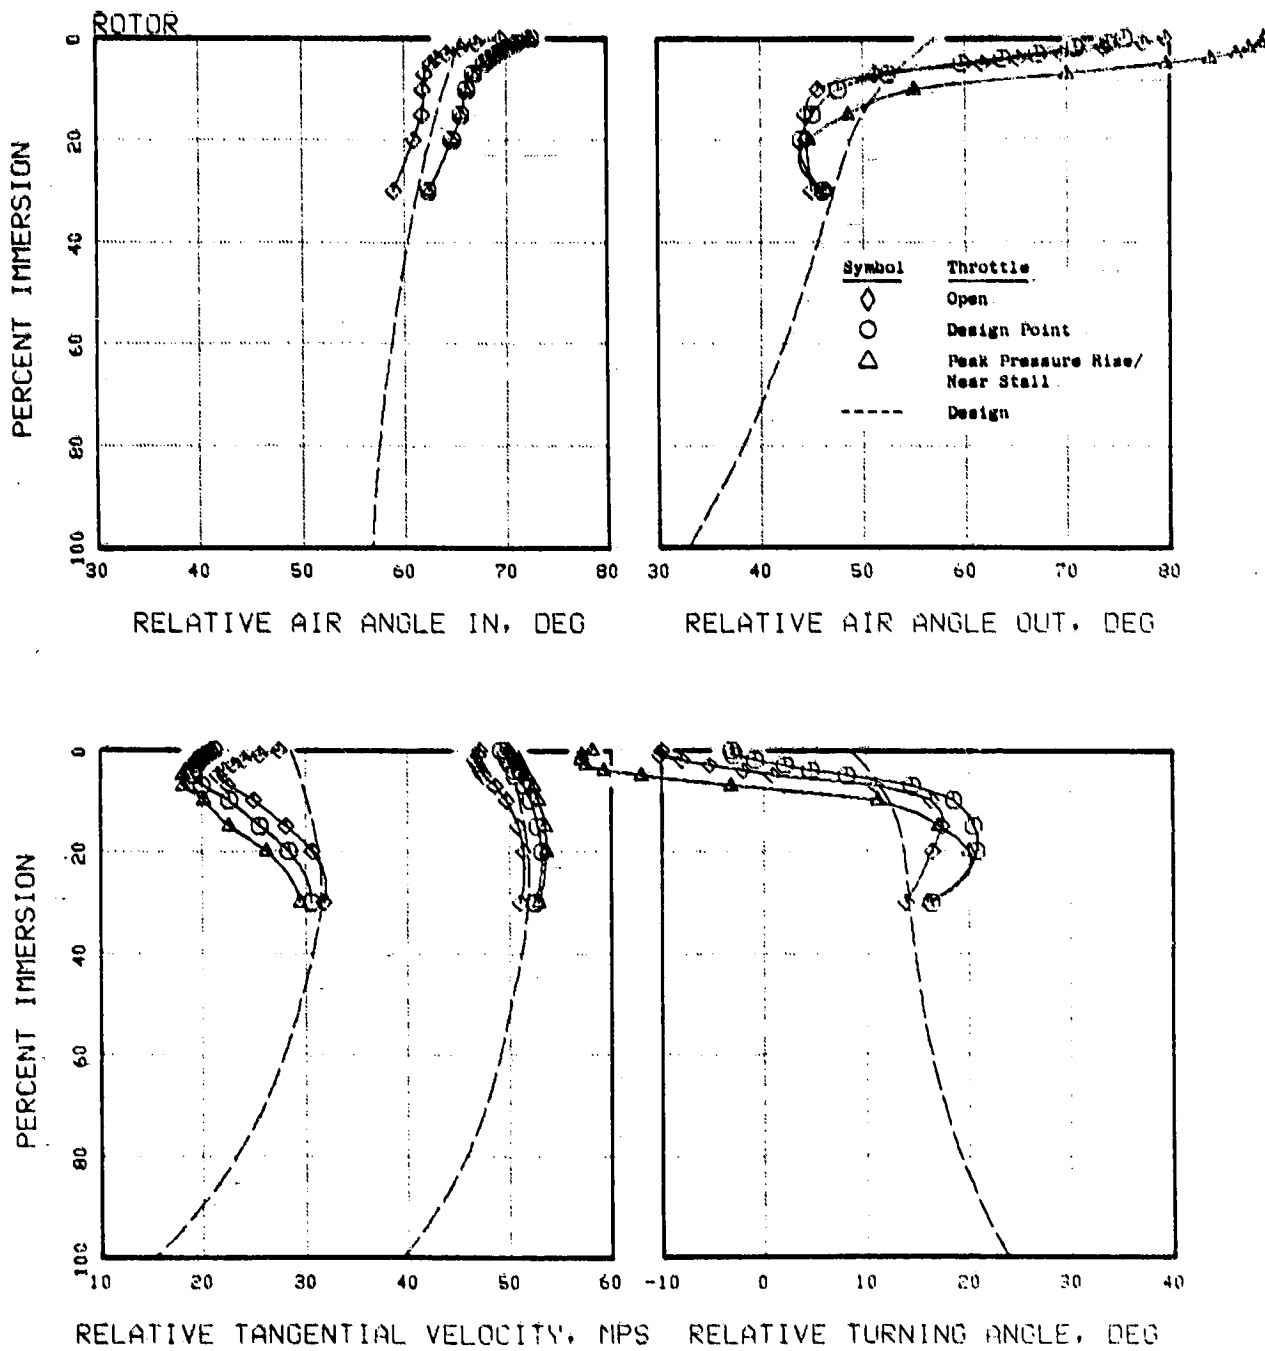 ROTOR
PERCENT IMMERSION
0
20
40
60
80
100
30 40 50 60 70 80
RELATIVE AIR ANGLE IN, DEG
Symbol Throttle
Open
Design Point
Peak Pressure Rise/
Near Stall
Design
30 40 50 60 70 80
RELATIVE AIR ANGLE OUT, DEG
PERCENT IMMERSION
0
20
40
60
80
100
10 20 30 40 50 60
RELATIVE TANGENTIAL VELOCITY, MPS
-10 0 10 20 30 40
RELATIVE TURNING ANGLE, DEG